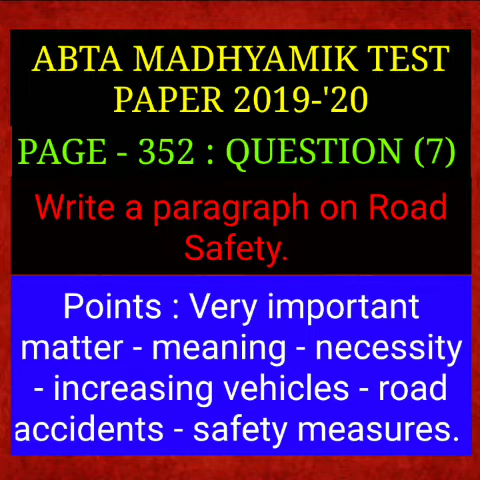 ABTA MADHYAMIK TEST
PAPER 2019-'20
PAGE - 352 : QUESTION (7)
Write a paragraph on Road
Safety.
Points : Very important
matter - meaning - necessity
- increasing vehicles - road
accidents - safety measures.